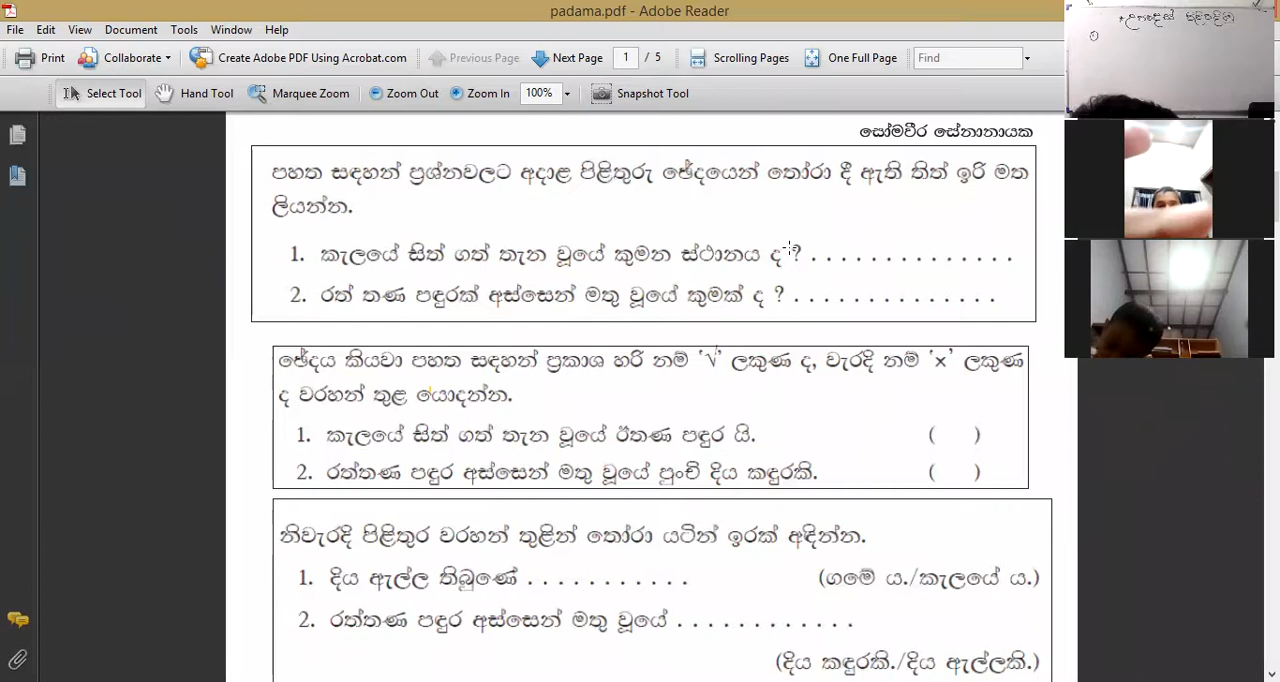 padama.pdf - Adobe Reader
File Edit View Document Tools Window Help
Print Collaborate Create Adobe PDF Using Acrobat.com Previous Page Next Page 1 / 5 Scrolling Pages One Full Page Find
Select Tool Hand Tool Marquee Zoom Zoom Out Zoom In 100% Snapshot Tool
සෝමවීර සේනානායක
පහත සඳහන් ප්‍රශ්නවලට අදාළ පිළිතුරු ඡේදයෙන් තෝරා දී ඇති තිත් ඉරි මත
ලියන්න.
1. කැලයේ සිත් ගත් තැන වූයේ කුමන ස්ථානය ද ? . . . . . . . . . . . . . .
2. රත් තණ පඳුරක් අස්සෙන් මතු වූයේ කුමක් ද ? . . . . . . . . . . . . . .
ඡේදය කියවා පහත සඳහන් ප්‍රකාශ හරි නම් ‘√’ ලකුණ ද, වැරදි නම් ‘x’ ලකුණ
ද වරහන් තුළ යොදන්න.
1. කැලයේ සිත් ගත් තැන වූයේ ඊතණ පඳුර යි. ( )
2. රත්තණ පඳුර අස්සෙන් මතු වූයේ පුංචි දිය කඳුරකි. ( )
නිවැරදි පිළිතුර වරහන් තුළින් තෝරා යටින් ඉරක් අඳින්න.
1. දිය ඇල්ල තිබුණේ . . . . . . . . . . . (ගමේ ය./කැලයේ ය.)
2. රත්තණ පඳුර අස්සෙන් මතු වූයේ . . . . . . . . . . . .
(දිය කඳුරකි./දිය ඇල්ලකි.)